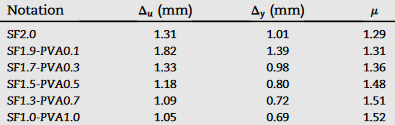 Notation Δu (mm) Δy (mm) μ
SF2.0 1.31 1.01 1.29
SF1.9-PVA0.1 1.82 1.39 1.31
SF1.7-PVA0.3 1.33 0.98 1.36
SF1.5-PVA0.5 1.18 0.80 1.48
SF1.3-PVA0.7 1.09 0.72 1.51
SF1.0-PVA1.0 1.05 0.69 1.52